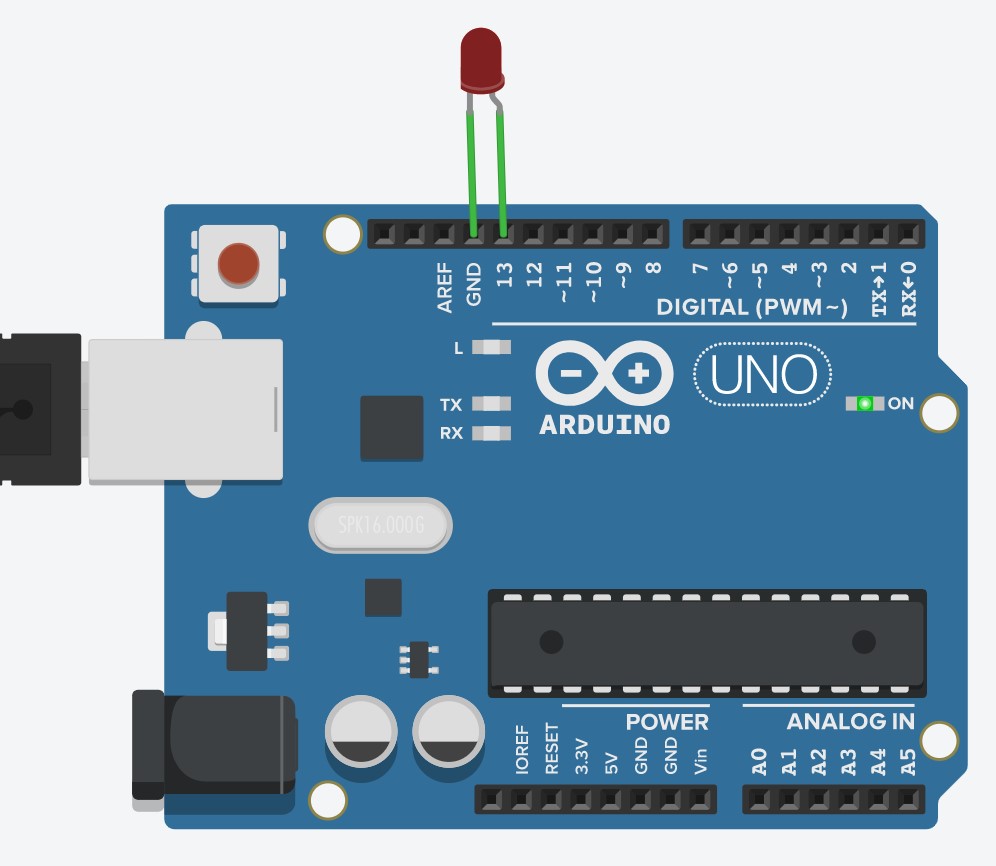 AREF
GND
13
12
~11
~10
~9
8
7
~6
~5
4
~3
2
TX→1
RX←0
DIGITAL (PWM~)
L
TX
RX
ARDUINO
UNO
ON
SPK16.000G
POWER
ANALOG IN
IOREF
RESET
3.3V
5V
GND
GND
Vin
A0
A1
A2
A3
A4
A5